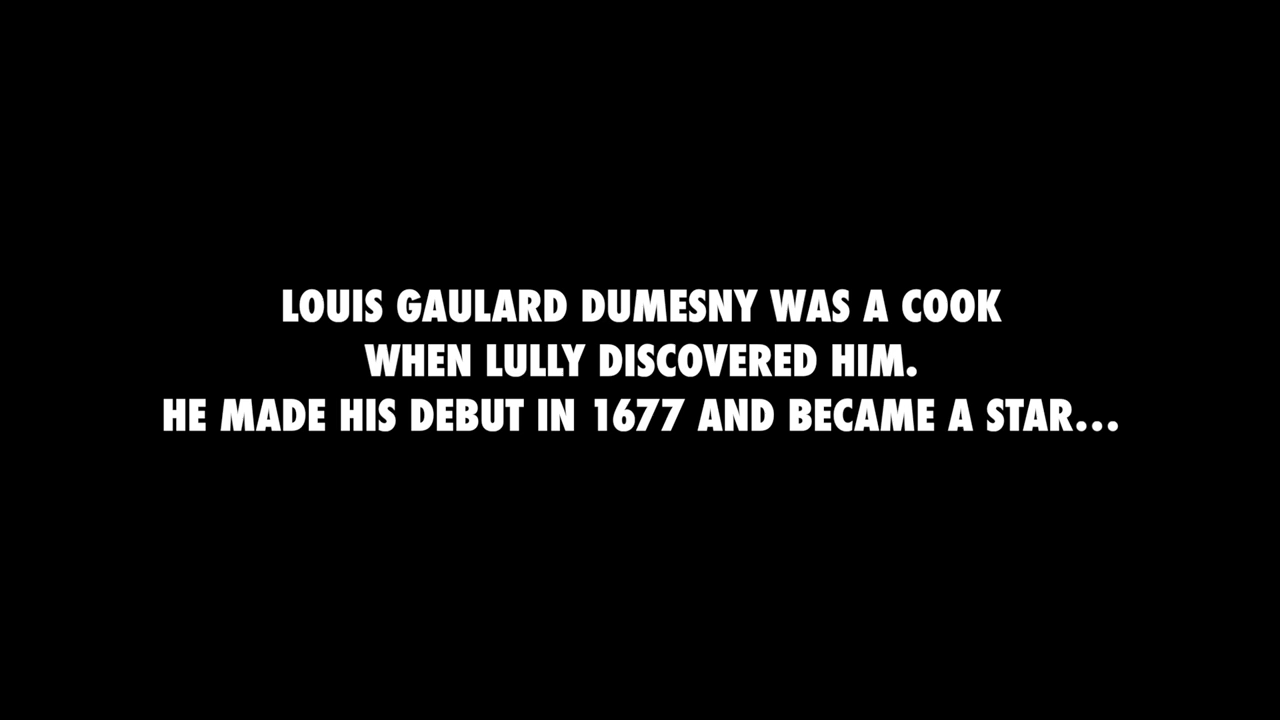 LOUIS GAULARD DUMESNY WAS A COOK
WHEN LULLY DISCOVERED HIM.
HE MADE HIS DEBUT IN 1677 AND BECAME A STAR...